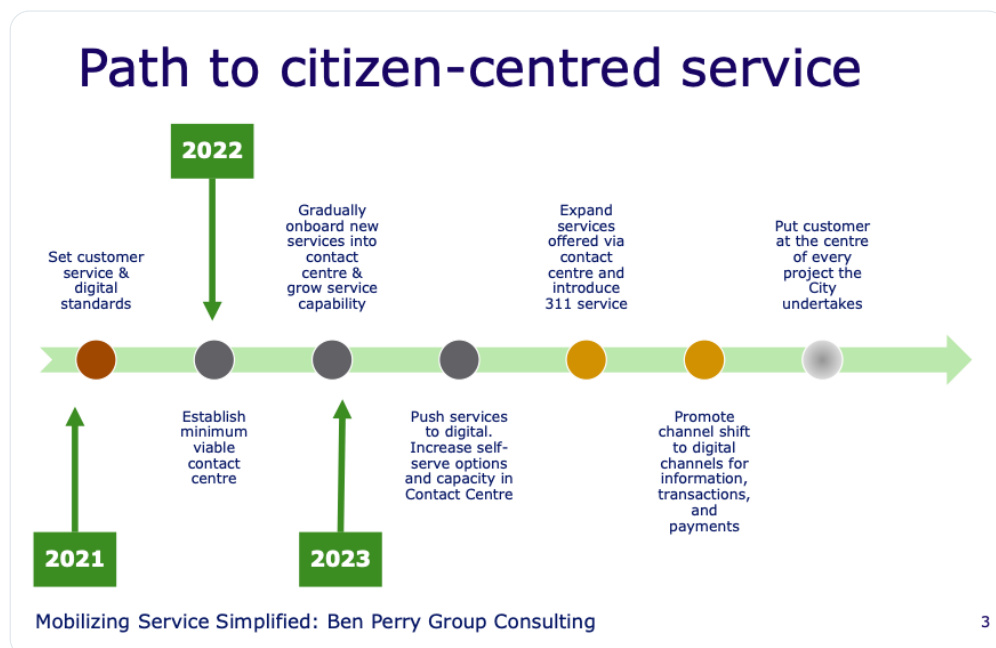 Path to citizen-centred service
2022
Set customer
service &
digital
standards
Gradually
onboard new
services into
contact
centre &
grow service
capability
Expand
services
offered via
contact
centre and
introduce
311 service
Put customer
at the centre
of every
project the
City
undertakes
Establish
minimum
viable
contact
centre
Push services
to digital.
Increase self-
serve options
and capacity in
Contact Centre
Promote
channel shift
to digital
channels for
information,
transactions,
and
payments
2021
2023
Mobilizing Service Simplified: Ben Perry Group Consulting
3